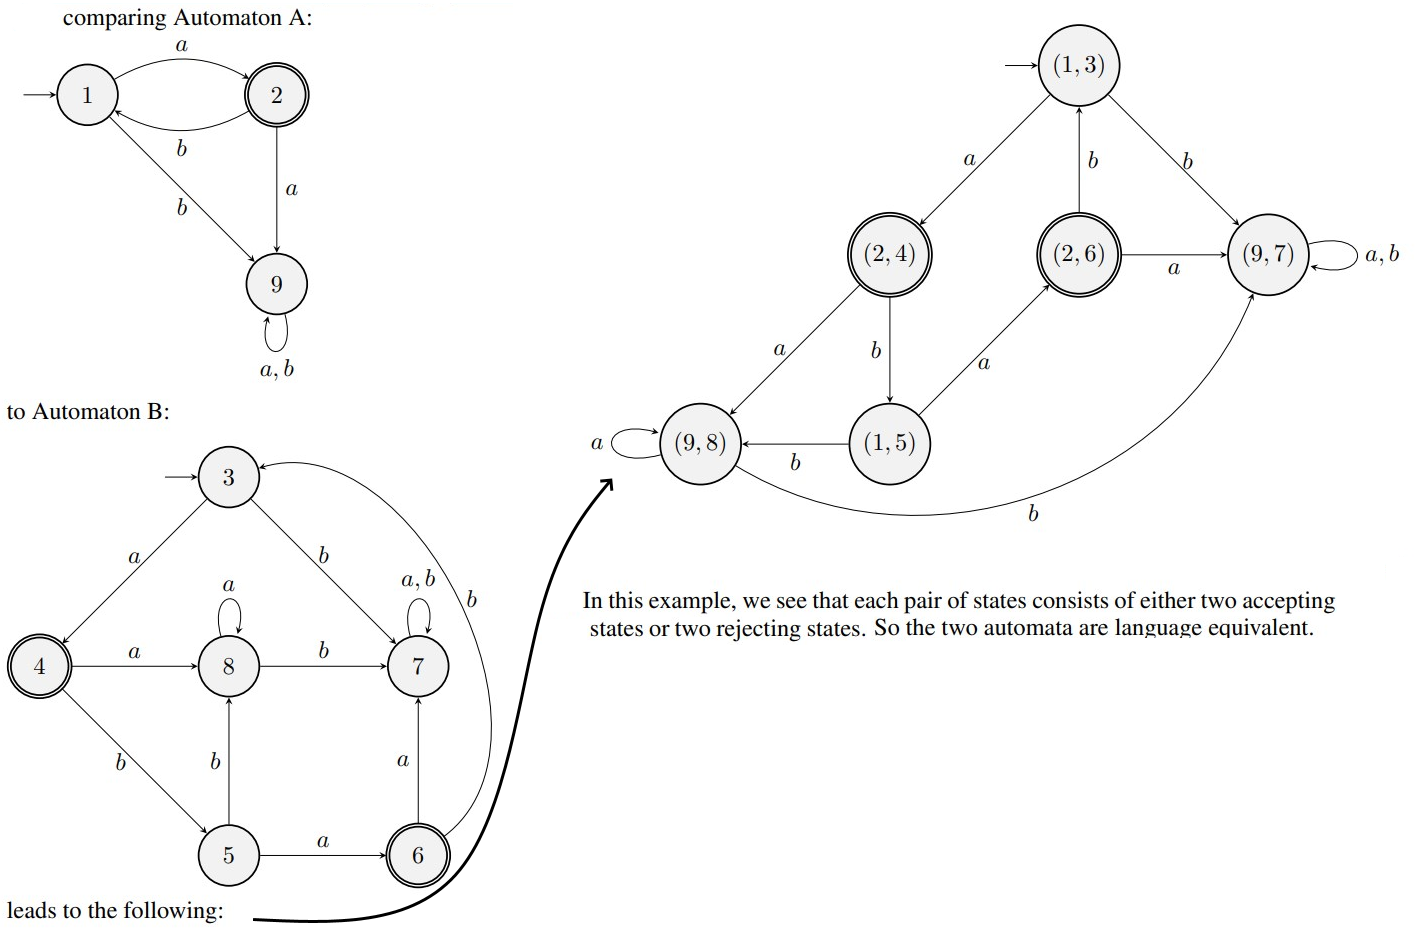 comparing Automaton A:
a
1
2
b
a
b
9
a, b
to Automaton B:
3
a
b
a
a, b
b
4
a
8
b
7
b
b
a
5
a
6
leads to the following:
(1, 3)
a
b
b
(2, 4)
(2, 6)
a
(9, 7)
a, b
a
b
a
a
(9, 8)
b
(1, 5)
b
In this example, we see that each pair of states consists of either two accepting
states or two rejecting states. So the two automata are language equivalent.